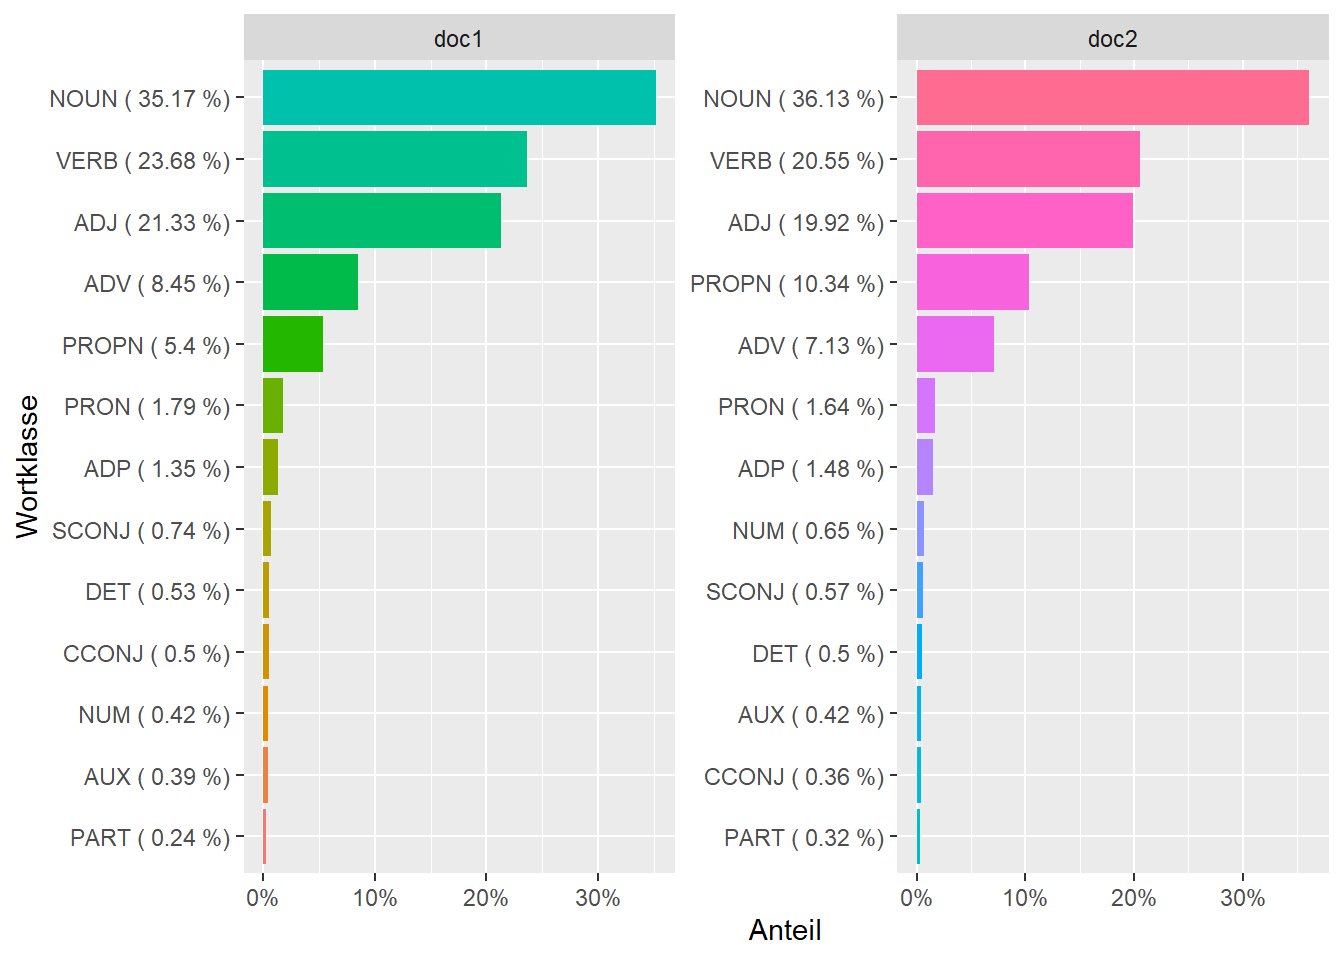 doc1
NOUN ( 35.17 %)
VERB ( 23.68 %)
ADJ ( 21.33 %)
ADV ( 8.45 %)
PROPN ( 5.4 %)
PRON ( 1.79 %)
ADP ( 1.35 %)
SCONJ ( 0.74 %)
DET ( 0.53 %)
CCONJ ( 0.5 %)
NUM ( 0.42 %)
AUX ( 0.39 %)
PART ( 0.24 %)
0% 10% 20% 30%
doc2
NOUN ( 36.13 %)
VERB ( 20.55 %)
ADJ ( 19.92 %)
PROPN ( 10.34 %)
ADV ( 7.13 %)
PRON ( 1.64 %)
ADP ( 1.48 %)
NUM ( 0.65 %)
SCONJ ( 0.57 %)
DET ( 0.5 %)
AUX ( 0.42 %)
CCONJ ( 0.36 %)
PART ( 0.32 %)
0% 10% 20% 30%
Wortklasse
Anteil